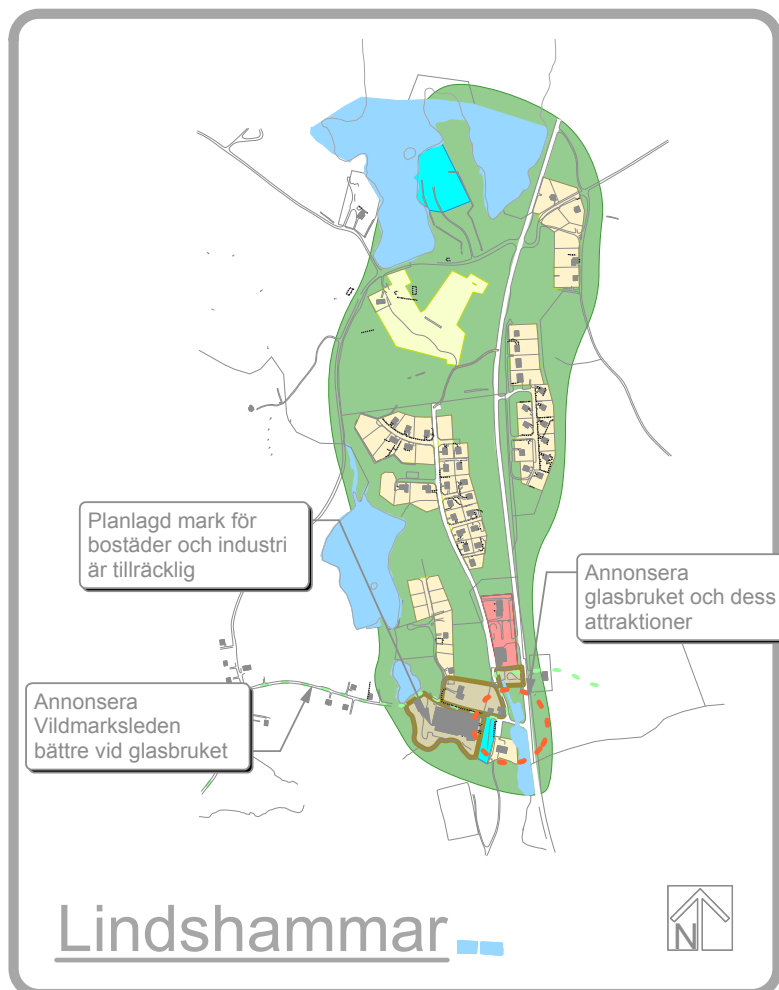 Planlagd mark för
bostäder och industri
är tillräcklig
Annonsera
glasbruket och dess
attraktioner
Annonsera
Vildmarksleden
bättre vid glasbruket
Lindshammar
N